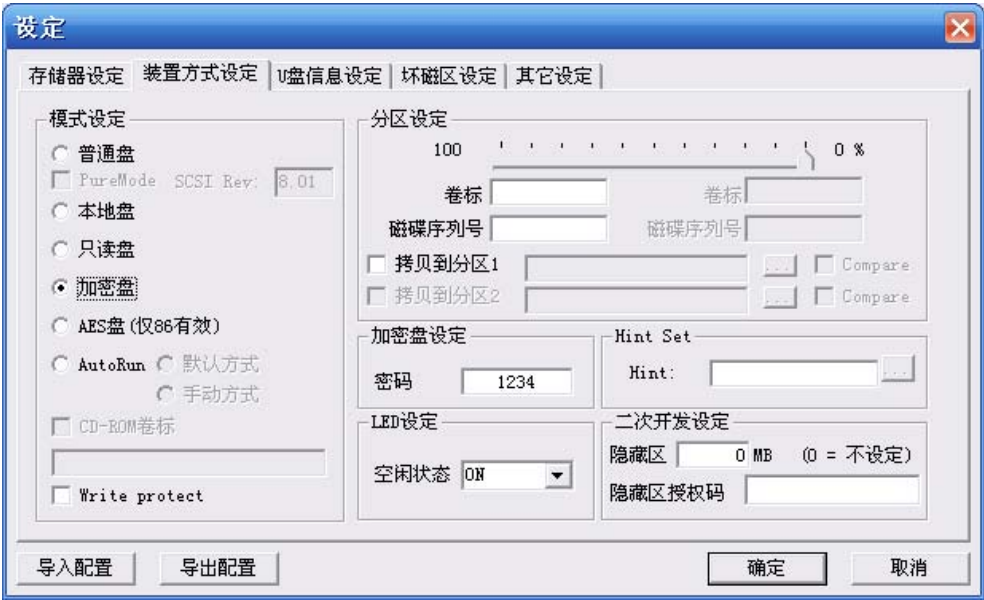 设定
存储器设定 装置方式设定 U盘信息设定 坏磁区设定 其它设定
模式设定
普通盘
PureMode SCSI Rev: 8.01
本地盘
只读盘
加密盘
AES盘(仅86有效)
AutoRun 默认方式
手动方式
CD-ROM卷标
Write protect
分区设定
100 0 %
卷标 卷标
磁碟序列号 磁碟序列号
拷贝到分区1 ... Compare
拷贝到分区2 ... Compare
加密盘设定
密码 1234
Hint Set
Hint: ...
LED设定
空闲状态 ON
二次开发设定
隐藏区 0 MB (0 = 不设定)
隐藏区授权码
导入配置 导出配置 确定 取消